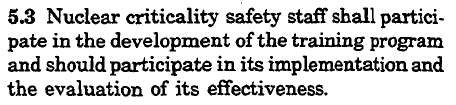 5.3 Nuclear criticality safety staff shall partici-
pate in the development of the training program
and should participate in its implementation and
the evaluation of its effectiveness.